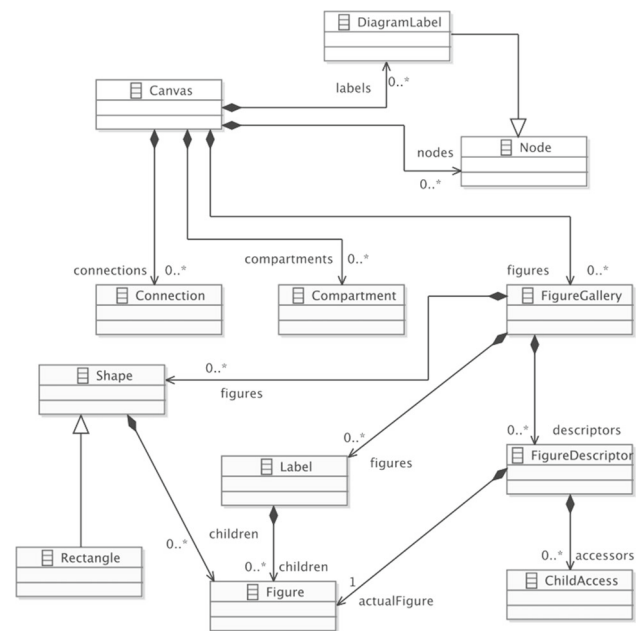 DiagramLabel
labels
0..*
Canvas
Node
nodes
0..*
connections 0..*
compartments 0..*
figures 0..*
Connection
Compartment
FigureGallery
0..*
figures
Shape
0..*
figures
0..* descriptors
Label
FigureDescriptor
children
0..*
0..* children
0..* accessors
Rectangle
Figure
1
actualFigure
ChildAccess